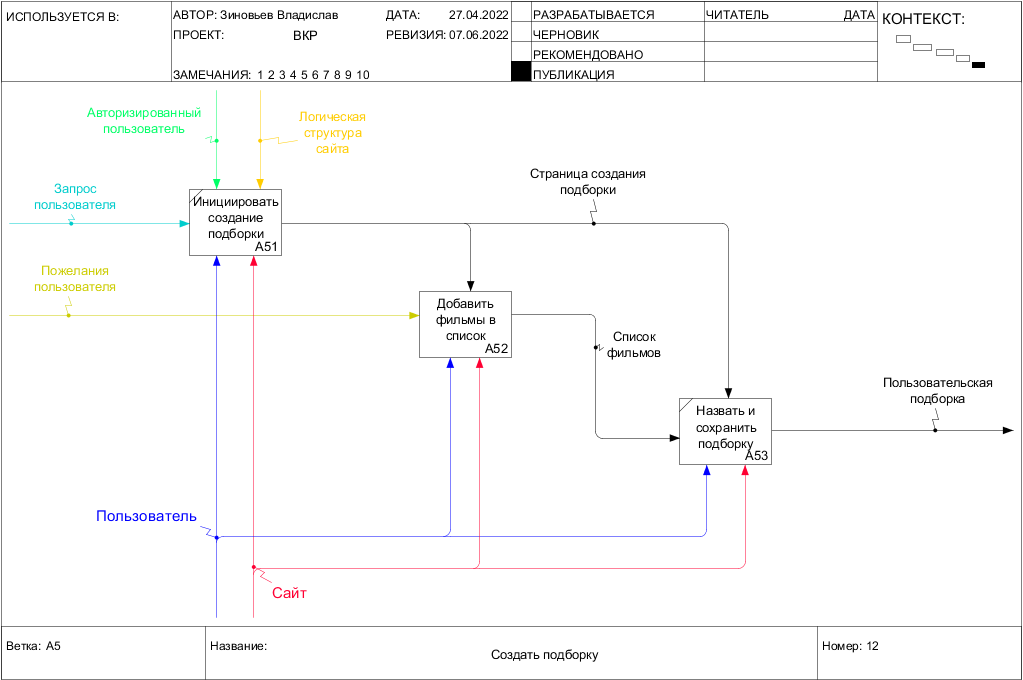 ИСПОЛЬЗУЕТСЯ В:
АВТОР: Зиновьев Владислав
ДАТА: 27.04.2022
ПРОЕКТ: ВКР
РЕВИЗИЯ: 07.06.2022
ЗАМЕЧАНИЯ: 1 2 3 4 5 6 7 8 9 10
РАЗРАБАТЫВАЕТСЯ
ЧЕРНОВИК
РЕКОМЕНДОВАНО
ПУБЛИКАЦИЯ
ЧИТАТЕЛЬ ДАТА
КОНТЕКСТ:
Авторизированный
пользователь
Логическая
структура
сайта
Запрос
пользователя
Инициировать
создание
подборки
A51
Страница создания
подборки
Пожелания
пользователя
Добавить
фильмы в
список
A52
Список
фильмов
Назвать и
сохранить
подборку
A53
Пользовательская
подборка
Пользователь
Сайт
Ветка: A5
Название:
Создать подборку
Номер: 12